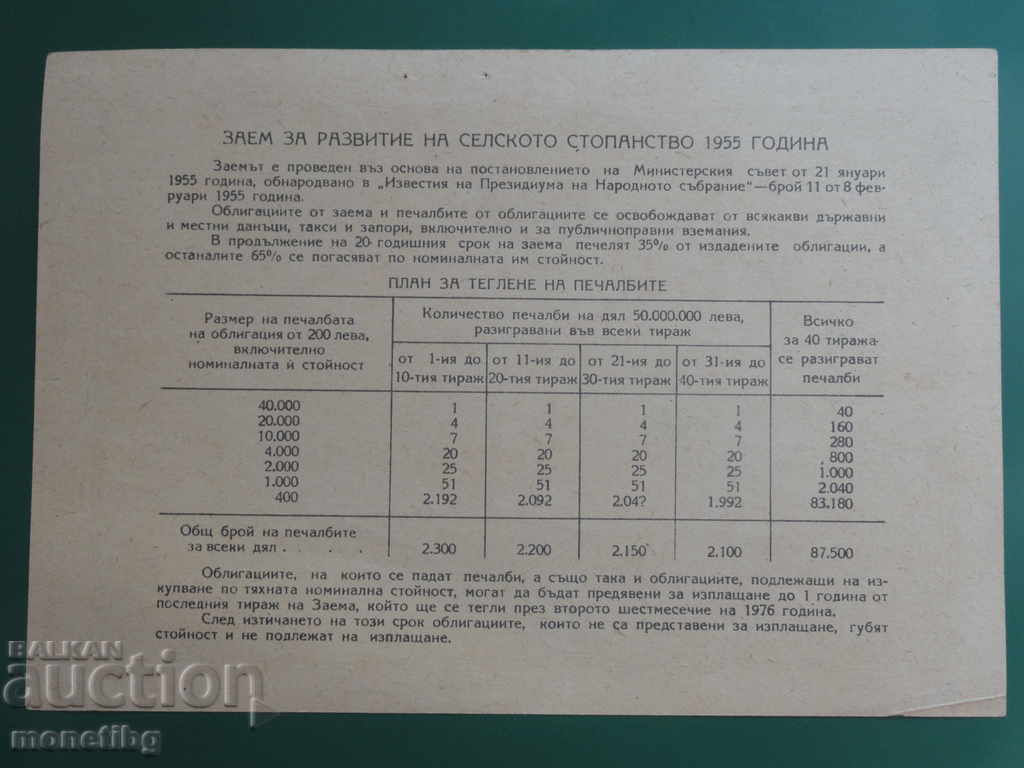 ЗАЕМ ЗА РАЗВИТИЕ НА СЕЛСКОТО СТОПАНСТВО 1955 ГОДИНА
Заемът е проведен въз основа на постановлението на Министерския съвет от 21 януари
1955 година, обнародвано в „Известия на Президиума на Народното събрание“—брой 11 от 8 фев-
руари 1955 година.
Облигациите от заема и печалбите от облигациите се освобождават от всякакви държавни
и местни данъци, такси и запори, включително и за публичноправни вземания.
В продължение на 20-годишния срок на заема печелят 35% от издадените облигации, а
останалите 65% се погасяват по номиналната им стойност.
ПЛАН ЗА ТЕГЛЕНЕ НА ПЕЧАЛБИТЕ
Размер на печалбата
на облигация от 200 лева,
включително
номиналната ѝ стойност
Количество печалби на дял 50.000.000 лева,
разигравани във всеки тираж
от 1-ия до
10-тия тираж
от 11-ия до
20-тия тираж
от 21-ия до
30-тия тираж
от 31-ия до
40-тия тираж
Всичко
за 40 тиража
се разиграват
печалби
40.000 1 1 1 1 40
20.000 4 4 4 4 160
10.000 7 7 7 7 280
4.000 20 20 20 20 800
2.000 25 25 25 25 1.000
1.000 51 51 51 51 2.040
400 2.192 2.092 2.04? 1.992 83.180
Общ брой на печалбите
за всеки дял . . . . 2.300 2.200 2.150 2.100 87.500
Облигациите, на които се падат печалби, а също така и облигациите, подлежащи на из-
купване по тяхната номинална стойност, могат да бъдат предявени за изплащане до 1 година от
последния тираж на Заема, който ще се тегли през второто шестмесечие на 1976 година.
След изтичането на този срок облигациите, които не са представени за изплащане, губят
стойност и не подлежат на изплащане.
BALKAN
auction
monetibg